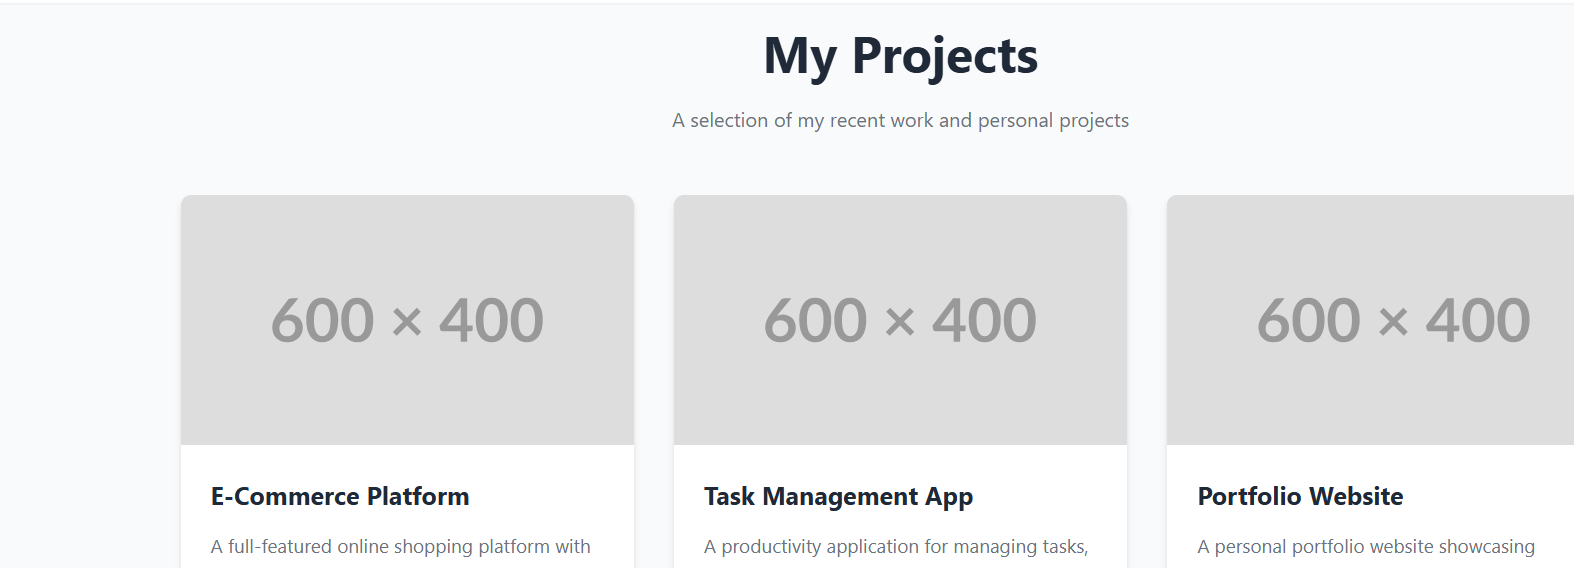 My Projects
A selection of my recent work and personal projects
600 × 400
600 × 400
600 × 400
E-Commerce Platform
Task Management App
Portfolio Website
A full-featured online shopping platform with
A productivity application for managing tasks,
A personal portfolio website showcasing